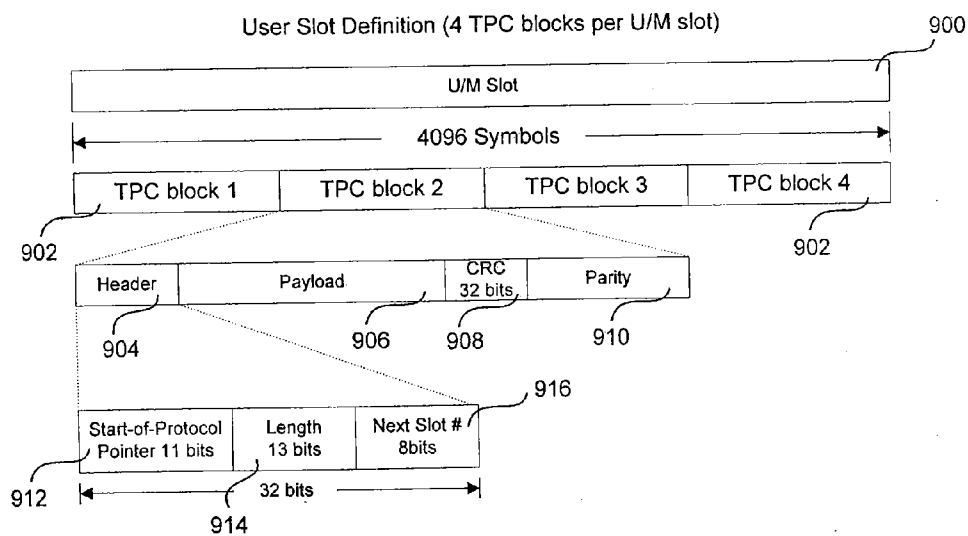 User Slot Definition (4 TPC blocks per U/M slot)
900
U/M Slot
4096 Symbols
TPC block 1 TPC block 2 TPC block 3 TPC block 4
902 902
Header Payload CRC 32 bits Parity
904 906 908 910
916
Start-of-Protocol Pointer 11 bits Length 13 bits Next Slot # 8bits
912 32 bits
914